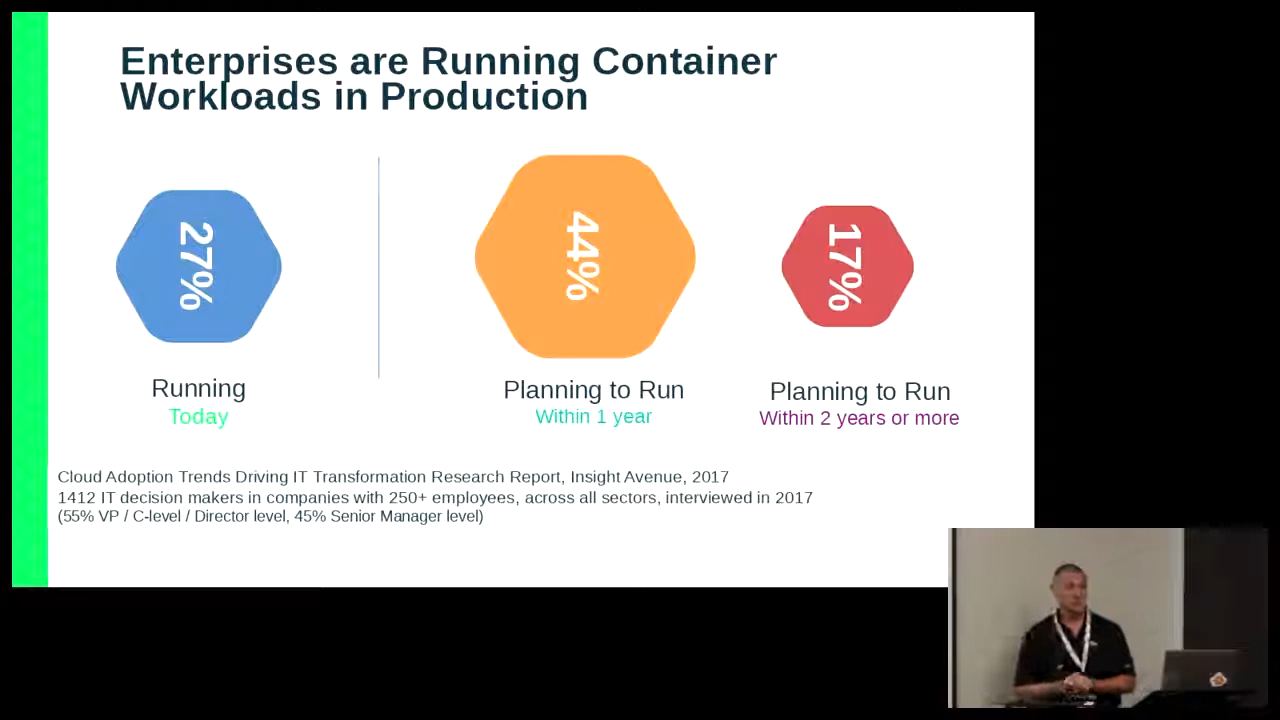 Enterprises are Running Container
Workloads in Production
27%
44%
17%
Running
Today
Planning to Run
Within 1 year
Planning to Run
Within 2 years or more
Cloud Adoption Trends Driving IT Transformation Research Report, Insight Avenue, 2017
1412 IT decision makers in companies with 250+ employees, across all sectors, interviewed in 2017
(55% VP / C-level / Director level, 45% Senior Manager level)